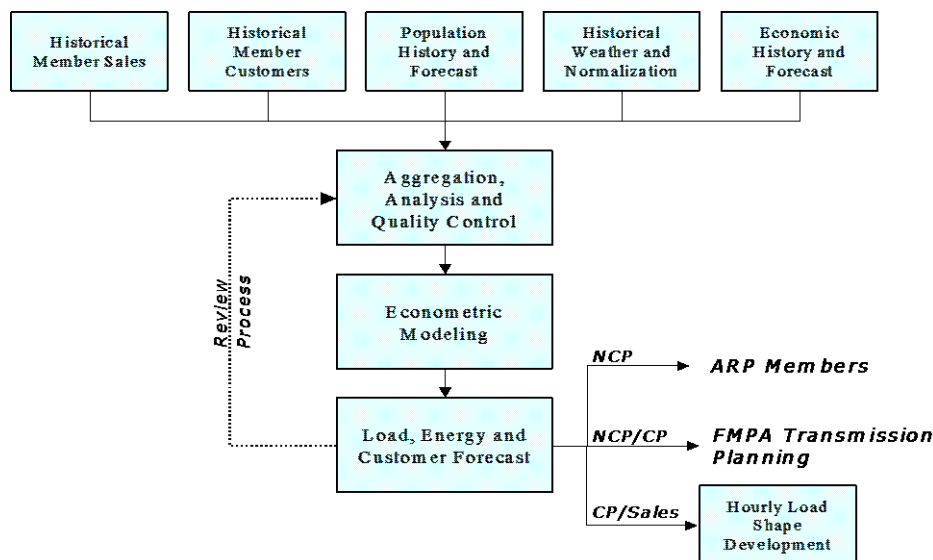 Historical
Member Sales
Historical
Member
Customers
Population
History and
Forecast
Historical
Weather and
Normalization
Economic
History and
Forecast
Aggregation,
Analysis and
Quality Control
Review
Process
Econometric
Modeling
NCP
ARP Members
Load, Energy and
Customer Forecast
NCP/CP
FMPA Transmission
Planning
CP/Sales
Hourly Load
Shape
Development